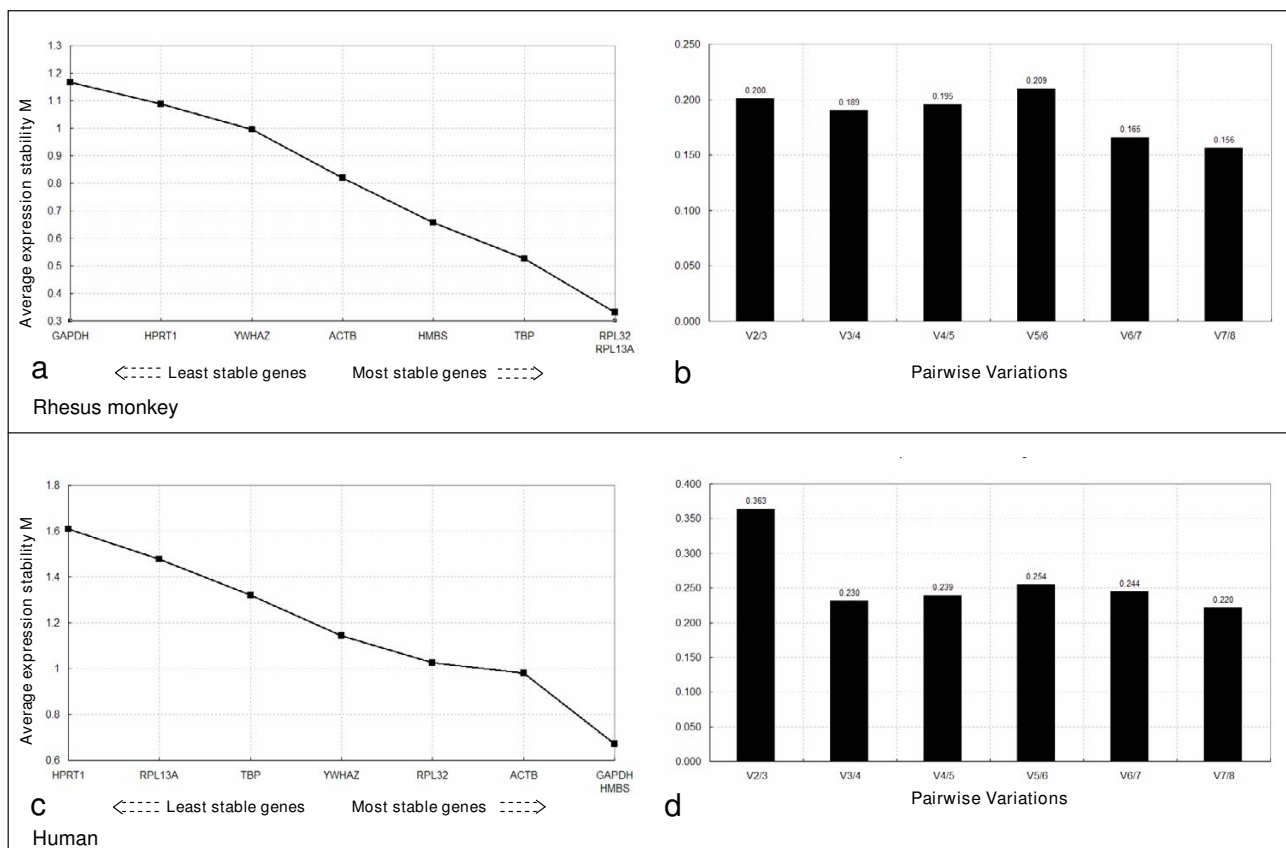 Average expression stability M
1.3
1.2
1.1
1
0.9
0.8
0.7
0.6
0.5
0.4
0.3
GAPDH HPRT1 YWHAZ ACTB HMBS TBP RPL32
RPL13A
a
Least stable genes Most stable genes
Rhesus monkey
0.250
0.200
0.150
0.100
0.050
0.000
0.200 0.189 0.195 0.209 0.165 0.156
V2/3 V3/4 V4/5 V5/6 V6/7 V7/8
b
Pairwise Variations
Average expression stability M
1.8
1.6
1.4
1.2
1
0.8
0.6
HPRT1 RPL13A TBP YWHAZ RPL32 ACTB GAPDH
HMBS
c
Least stable genes Most stable genes
Human
0.400
0.350
0.300
0.250
0.200
0.150
0.100
0.050
0.000
0.363 0.230 0.239 0.254 0.244 0.220
V2/3 V3/4 V4/5 V5/6 V6/7 V7/8
d
Pairwise Variations